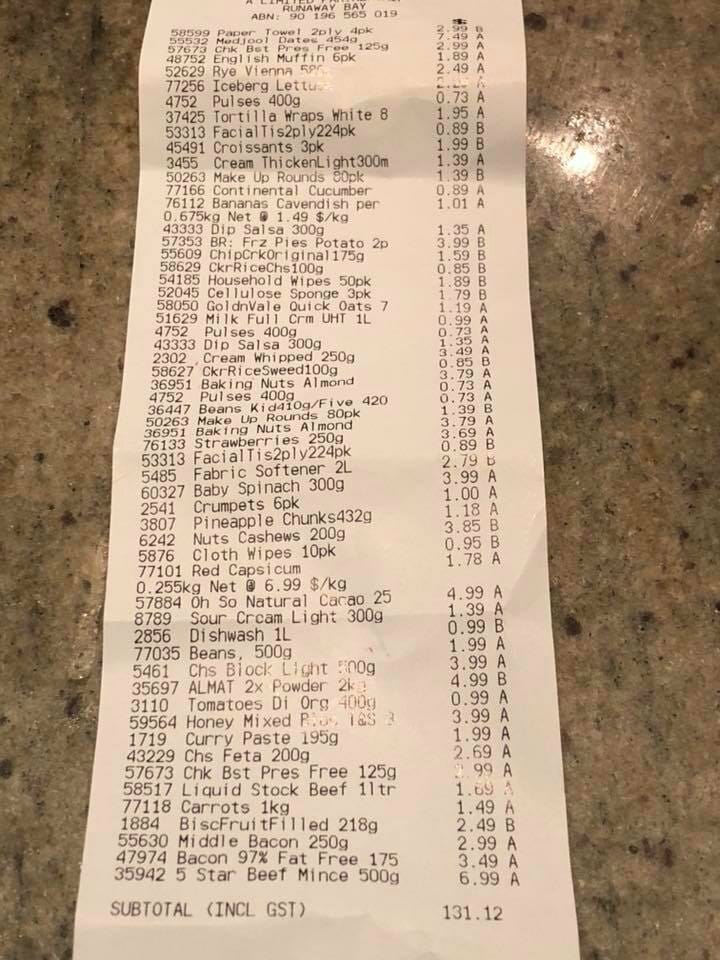 A LIMITED
RUNAWAY BAY
ABN: 90 196 565 019
$
58599 Paper Towel 2ply 4pk 2.99 B
55532 Medjool Dates 454g 7.49 A
57673 Chk Bst Pres Free 125g 2.99 A
48752 English Muffin 6pk 1.89 A
52629 Rye Vienna 2.49 A
77256 Iceberg A
4752 Pulses 400g 0.73 A
37425 Tortilla Wraps White 8 1.95 A
53313 FacialTis2ply224pk 0.89 B
45491 Croissants 3pk 1.99 B
3455 Cream ThickenLight300m 1.39 A
50263 Make Up Rounds 80pk 1.39 B
77166 Continental Cucumber 0.89 A
76112 Bananas Cavendish per 1.01 A
0.675kg Net @ 1.49 $/kg
43333 Dip Salsa 300g 1.35 A
57353 BR: Frz Pies Potato 2p 3.99 B
55609 ChipCrkOriginal175g 1.59 B
58629 CkrRiceChs100g 0.85 B
54185 Household Wipes 50pk 1.89 B
52045 Cellulose Sponge 3pk 1.79 B
58050 GoldnVale Quick Oats 7 1.19 A
51629 Milk Full Crm UHT 1L 0.99 A
4752 Pulses 400g 0.73 A
43333 Dip Salsa 300g 1.35 A
2302 Cream Whipped 250g 3.49 A
58627 CkrRiceSweed100g 0.85 B
36951 Baking Nuts Almond 3.79 A
4752 Pulses 400g 0.73 A
36447 Beans Kid410g/Five 420 0.73 A
50263 Make Up Rounds 80pk 1.39 B
36951 Baking Nuts Almond 3.79 A
76133 Strawberries 250g 3.69 A
53313 FacialTis2ply224pk 0.89 B
5485 Fabric Softener 2L 2.79 B
60327 Baby Spinach 300g 3.99 A
2541 Crumpets 6pk 1.00 A
3807 Pineapple Chunks432g 1.18 A
6242 Nuts Cashews 200g 3.85 B
5876 Cloth Wipes 10pk 0.95 B
77101 Red Capsicum 1.78 A
0.255kg Net @ 6.99 $/kg
57884 Oh So Natural Cacao 25 4.99 A
8789 Sour Cream Light 300g 1.39 A
2856 Dishwash 1L 0.99 B
77035 Beans, 500g 1.99 A
5461 Chs Block Light 500g 3.99 A
35697 ALMAT 2x Powder 2kg 4.99 B
3110 Tomatoes Di Org 400g 0.99 A
59564 Honey Mixed 3.99 A
1719 Curry Paste 195g 1.99 A
43229 Chs Feta 200g 2.69 A
57673 Chk Bst Pres Free 125g 2.99 A
58517 Liquid Stock Beef 1ltr 1.69 A
77118 Carrots 1kg 1.49 A
1884 BiscFruitFilled 218g 2.49 B
55630 Middle Bacon 250g 2.99 A
47974 Bacon 97% Fat Free 175 3.49 A
35942 5 Star Beef Mince 500g 6.99 A
SUBTOTAL (INCL GST) 131.12